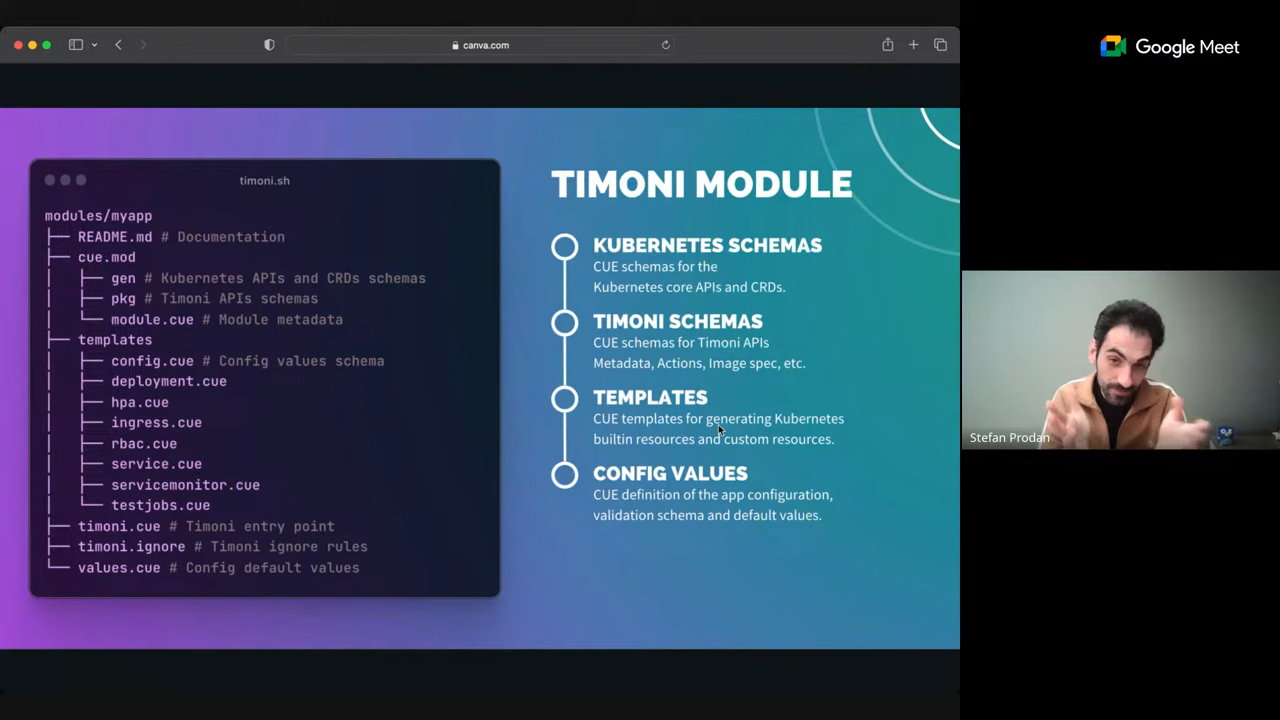 canva.com
Google Meet
timoni.sh
modules/myapp
├── README.md # Documentation
├── cue.mod
│   ├── gen # Kubernetes APIs and CRDs schemas
│   ├── pkg # Timoni APIs schemas
│   └── module.cue # Module metadata
├── templates
│   ├── config.cue # Config values schema
│   ├── deployment.cue
│   ├── hpa.cue
│   ├── ingress.cue
│   ├── rbac.cue
│   ├── service.cue
│   ├── servicemonitor.cue
│   └── testjobs.cue
├── timoni.cue # Timoni entry point
├── timoni.ignore # Timoni ignore rules
└── values.cue # Config default values
TIMONI MODULE
KUBERNETES SCHEMAS
CUE schemas for the
Kubernetes core APIs and CRDs.
TIMONI SCHEMAS
CUE schemas for Timoni APIs
Metadata, Actions, Image spec, etc.
TEMPLATES
CUE templates for generating Kubernetes
builtin resources and custom resources.
CONFIG VALUES
CUE definition of the app configuration,
validation schema and default values.
Stefan Prodan